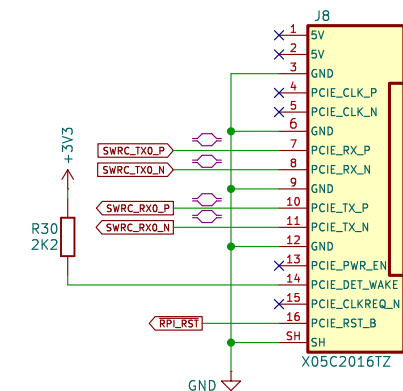 J8
1 5V
2 5V
3 GND
4 PCIE_CLK_P
5 PCIE_CLK_N
6 GND
SWRC_TX0_P 7 PCIE_RX_P
SWRC_TX0_N 8 PCIE_RX_N
9 GND
SWRC_RX0_P 10 PCIE_TX_P
SWRC_RX0_N 11 PCIE_TX_N
12 GND
13 PCIE_PWR_EN
14 PCIE_DET_WAKE
15 PCIE_CLKREQ_N
RPI_RST 16 PCIE_RST_B
SH SH
X05C2016TZ
+3V3
R30
2K2
GND